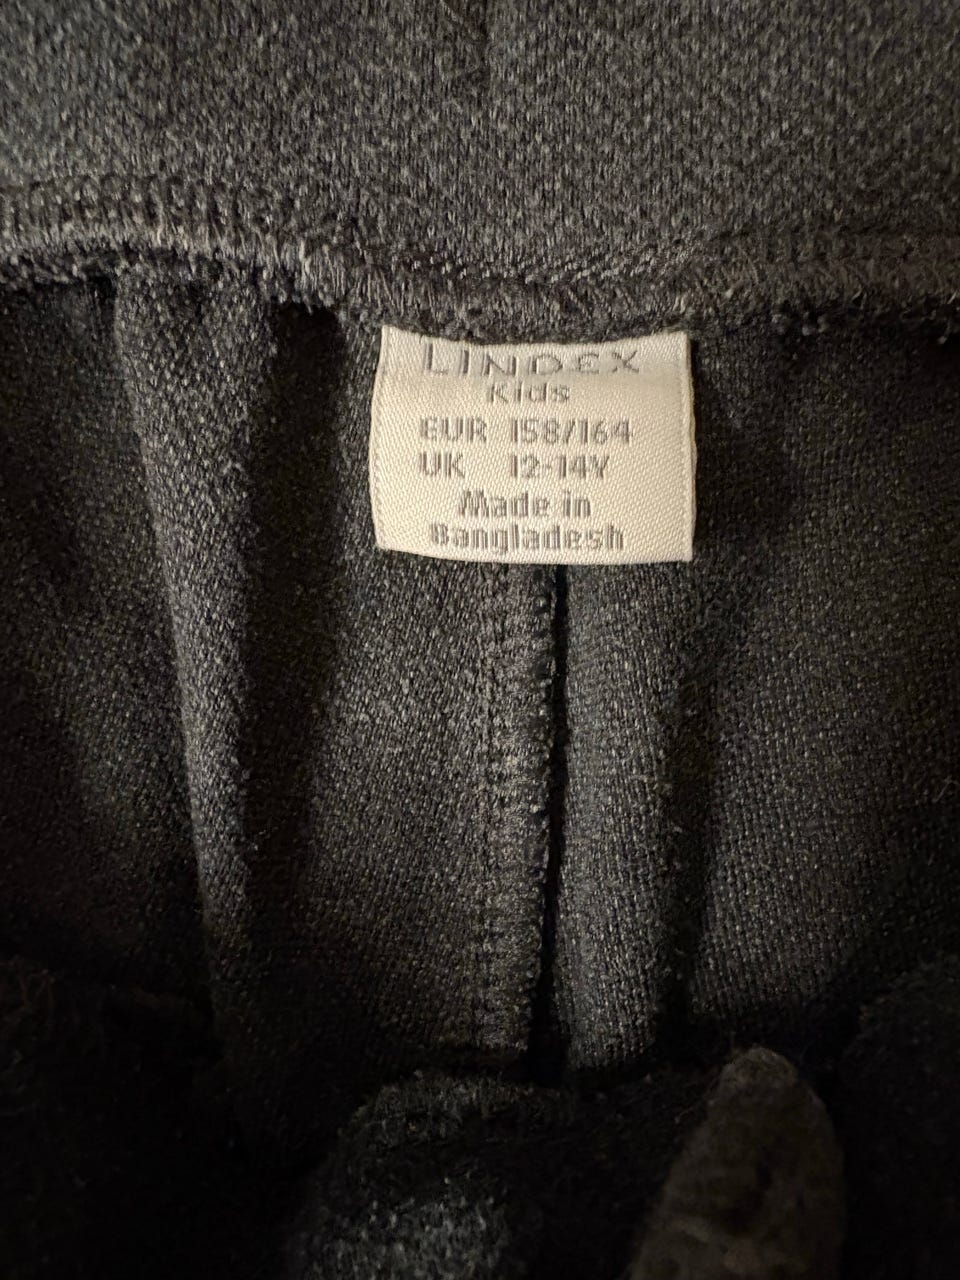 LINDEX
Kids
EUR 158/164
UK 12-14Y
Made in
Bangladesh